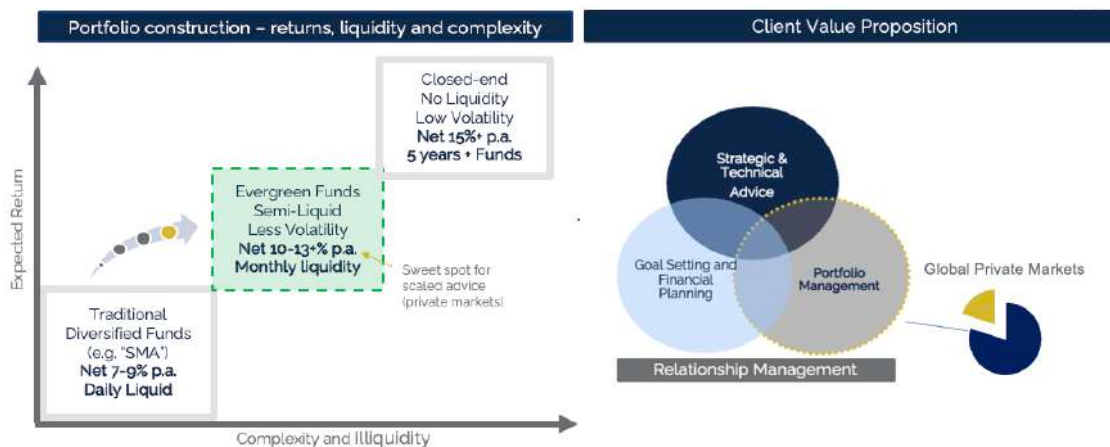 Portfolio construction – returns, liquidity and complexity
Expected Return
Closed-end
No Liquidity
Low Volatility
Net 15%+ p.a.
5 years + Funds
Evergreen Funds
Semi-Liquid
Less Volatility
Net 10-13+% p.a.
Monthly liquidity
Sweet spot for
scaled advice
(private markets)
Traditional
Diversified Funds
(e.g. "SMA")
Net 7-9% p.a.
Daily Liquid
Complexity and Illiquidity
Client Value Proposition
Strategic &
Technical
Advice
Goal Setting and
Financial
Planning
Portfolio
Management
Global Private Markets
Relationship Management